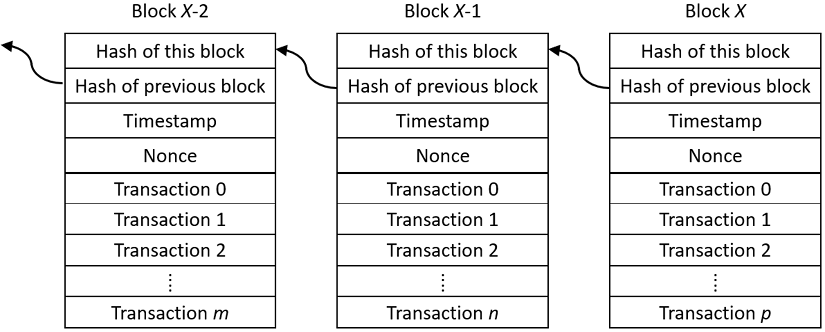 Block X-2
Hash of this block
Hash of previous block
Timestamp
Nonce
Transaction 0
Transaction 1
Transaction 2
⋮
Transaction m
Block X-1
Hash of this block
Hash of previous block
Timestamp
Nonce
Transaction 0
Transaction 1
Transaction 2
⋮
Transaction n
Block X
Hash of this block
Hash of previous block
Timestamp
Nonce
Transaction 0
Transaction 1
Transaction 2
⋮
Transaction p